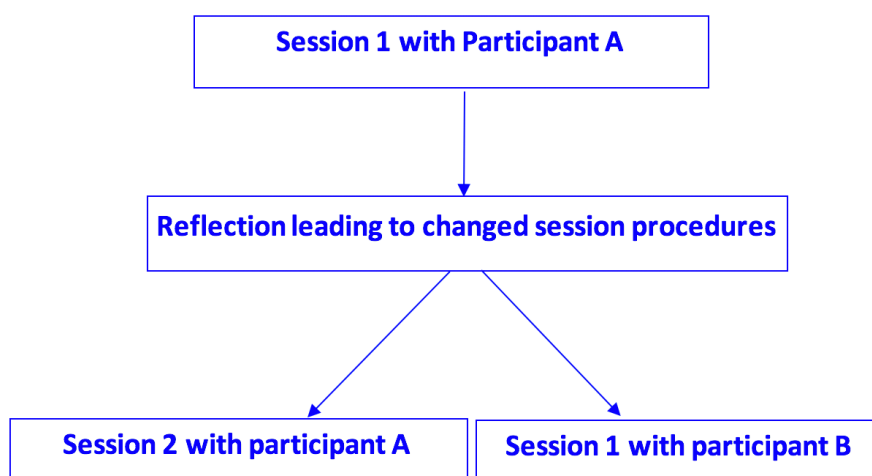 Session 1 with Participant A
Reflection leading to changed session procedures
Session 2 with participant A
Session 1 with participant B